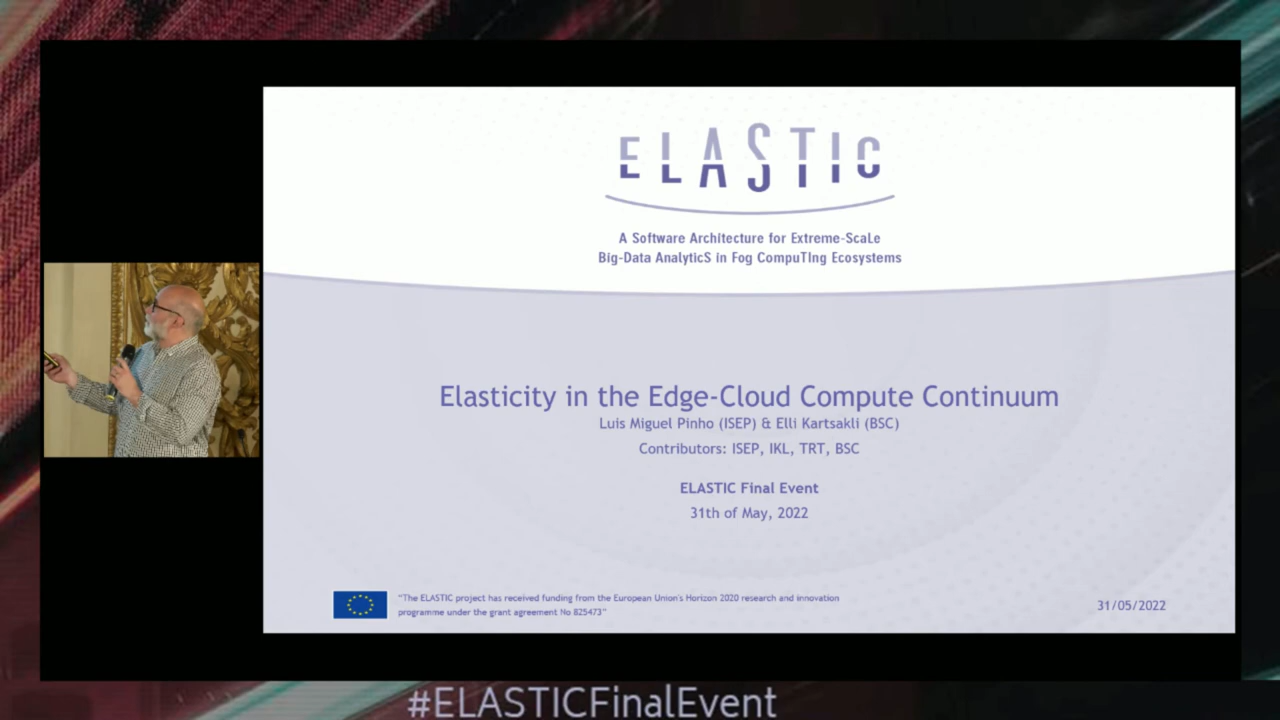 ELASTIC
A Software Architecture for Extreme-ScaLe
Big-Data AnalyticS in Fog CompuTIng Ecosystems
Elasticity in the Edge-Cloud Compute Continuum
Luis Miguel Pinho (ISEP) & Elli Kartsakli (BSC)
Contributors: ISEP, IKL, TRT, BSC
ELASTIC Final Event
31th of May, 2022
"The ELASTIC project has received funding from the European Union's Horizon 2020 research and innovation
programme under the grant agreement No 825473"
31/05/2022
#ELASTICFinalEvent